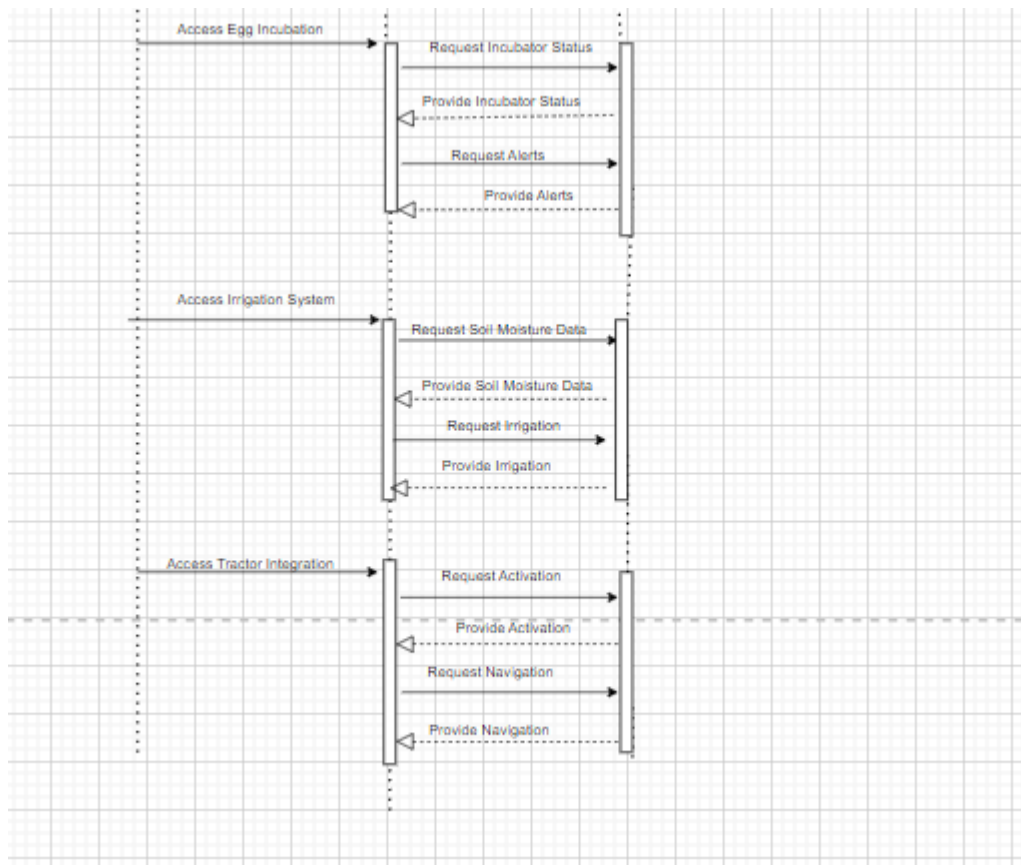 Access Egg Incubation
Request Incubator Status
Provide Incubator Status
Request Alerts
Provide Alerts
Access Irrigation System
Request Soil Moisture Data
Provide Soil Moisture Data
Request Irrigation
Provide Irrigation
Access Tractor Integration
Request Activation
Provide Activation
Request Navigation
Provide Navigation